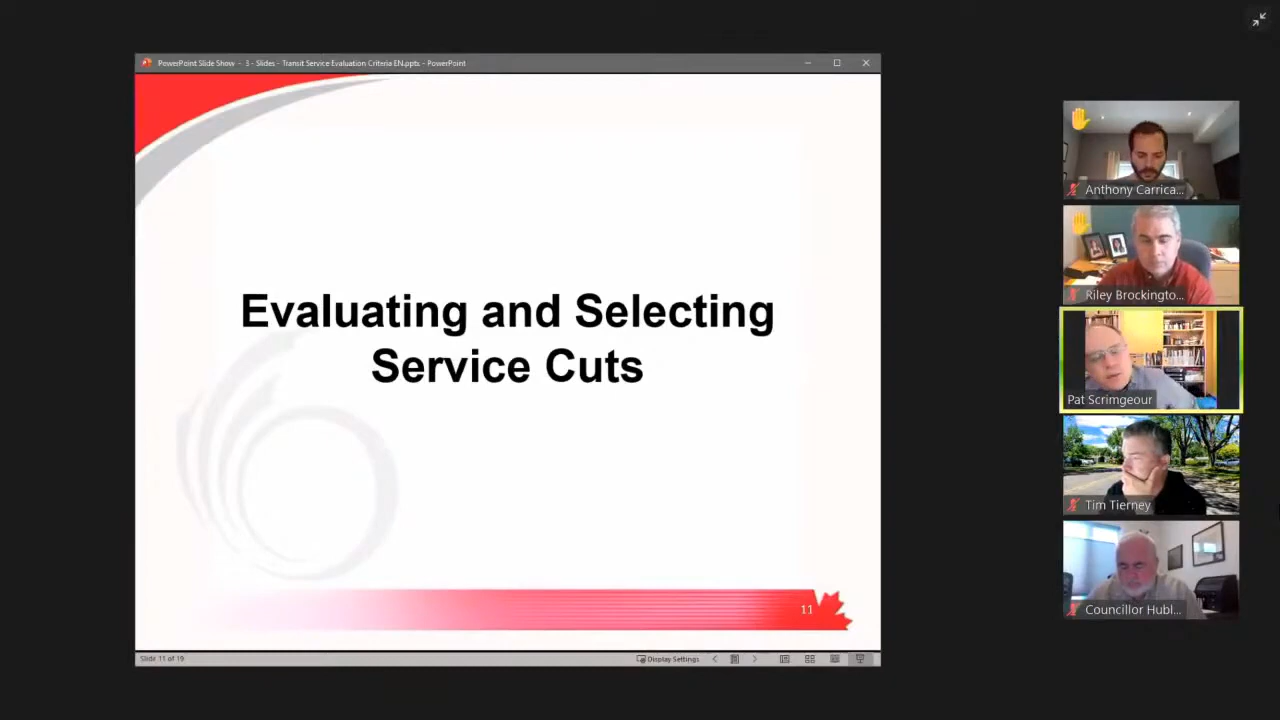 PowerPoint Slide Show - 3 - Slides - Transit Service Evaluation Criteria EN.pptx - PowerPoint
Evaluating and Selecting
Service Cuts
11
Slide 11 of 19
Display Settings
Anthony Carrica...
Riley Brockingto...
Pat Scrimgeour
Tim Tierney
Councillor Hubl...